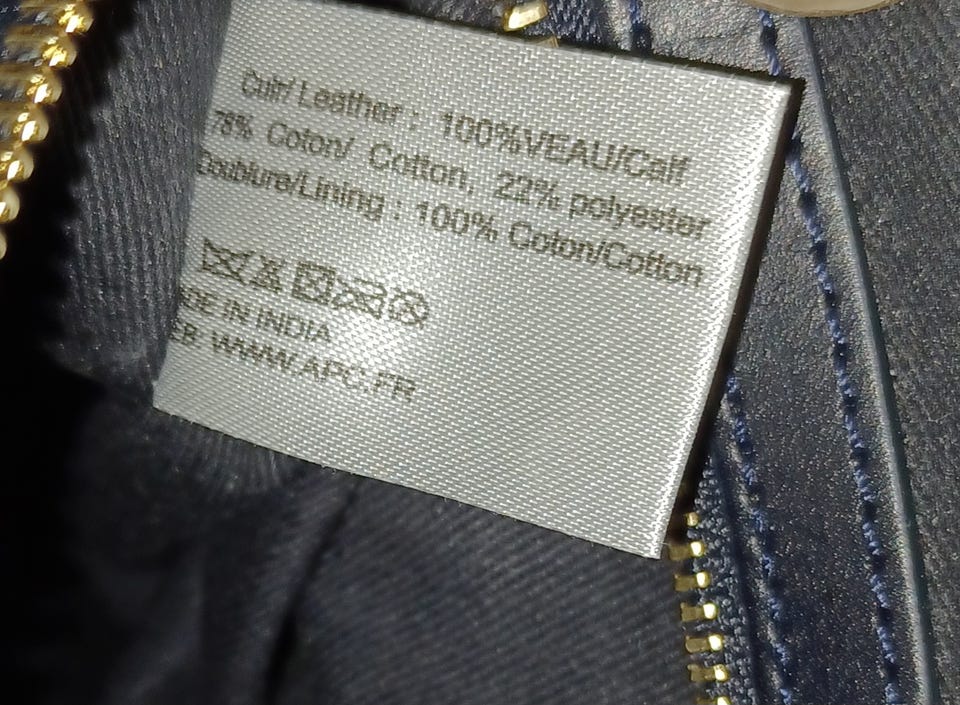 Cuir/ Leather : 100%VEAU/Calf
78% Coton/ Cotton, 22% polyester
Doublure/Lining : 100% Coton/Cotton
DE IN INDIA
EB WWW.APC.FR